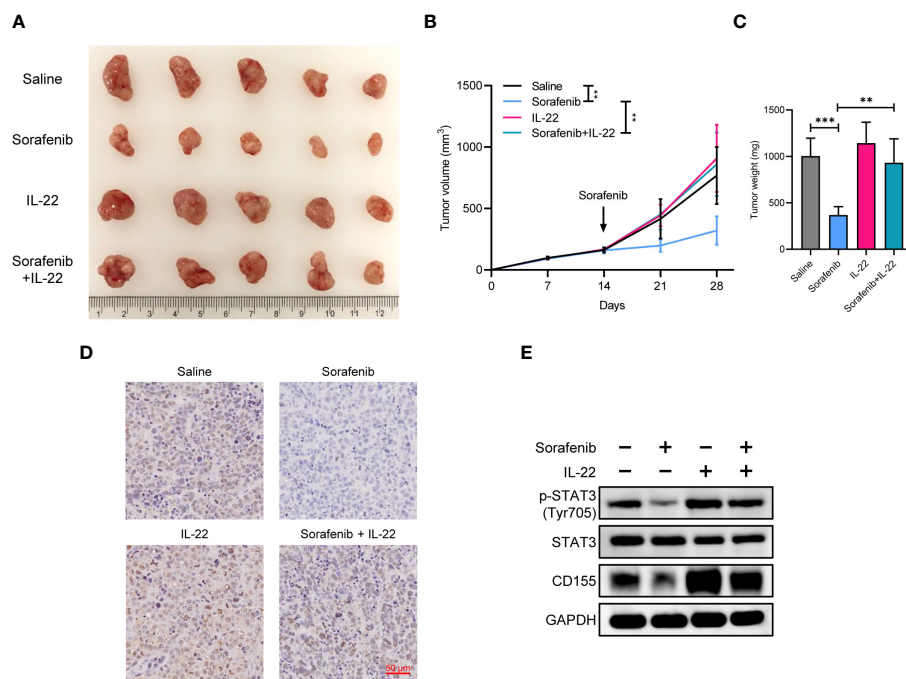 A
Saline
Sorafenib
IL-22
Sorafenib
+IL-22
1 2 3 4 5 6 7 8 9 10 11 12
B
Tumor volume (mm³)
1500
1000
500
0
Saline
Sorafenib
IL-22
Sorafenib+IL-22
**
**
Sorafenib
0 7 14 21 28
Days
C
Tumor weight (mg)
1500
1000
500
0
***
**
Saline
Sorafenib
IL-22
Sorafenib+IL-22
D
Saline Sorafenib
IL-22 Sorafenib + IL-22
50 μm
E
Sorafenib − + − +
IL-22 − − + +
p-STAT3
(Tyr705)
STAT3
CD155
GAPDH